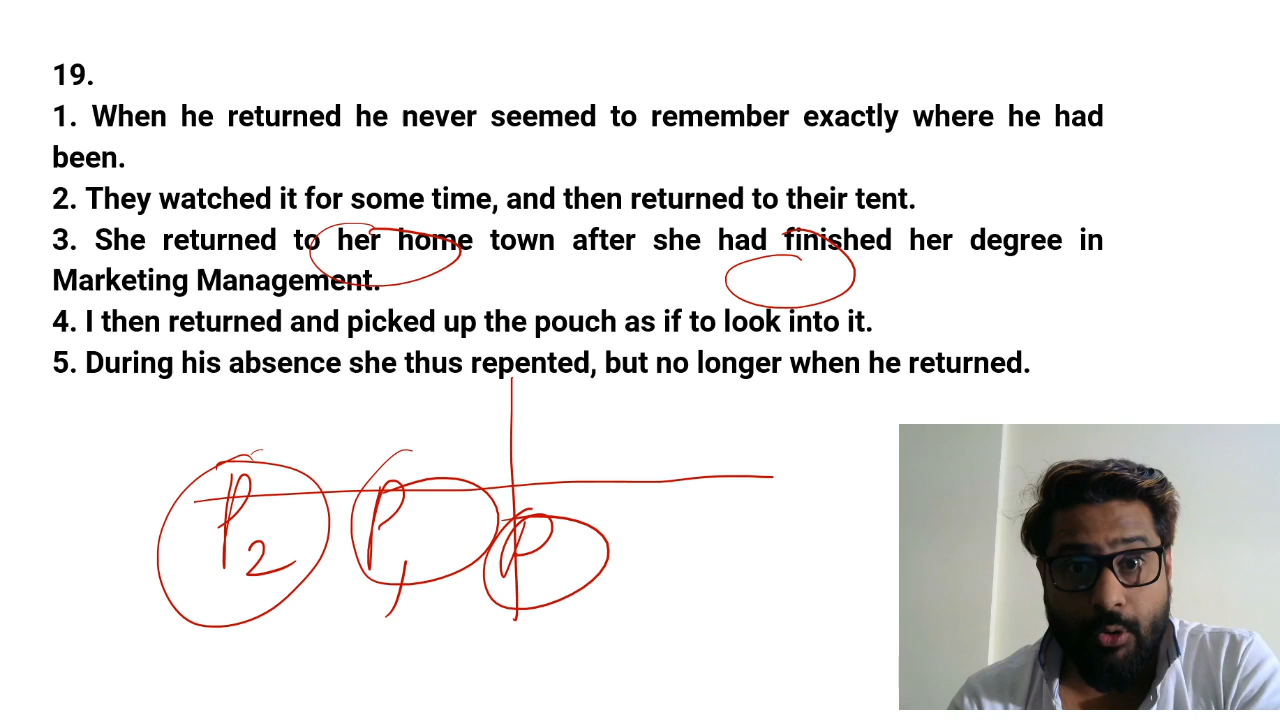 19.
1. When he returned he never seemed to remember exactly where he had
been.
2. They watched it for some time, and then returned to their tent.
3. She returned to her home town after she had finished her degree in
Marketing Management.
4. I then returned and picked up the pouch as if to look into it.
5. During his absence she thus repented, but no longer when he returned.
P2 P1 P